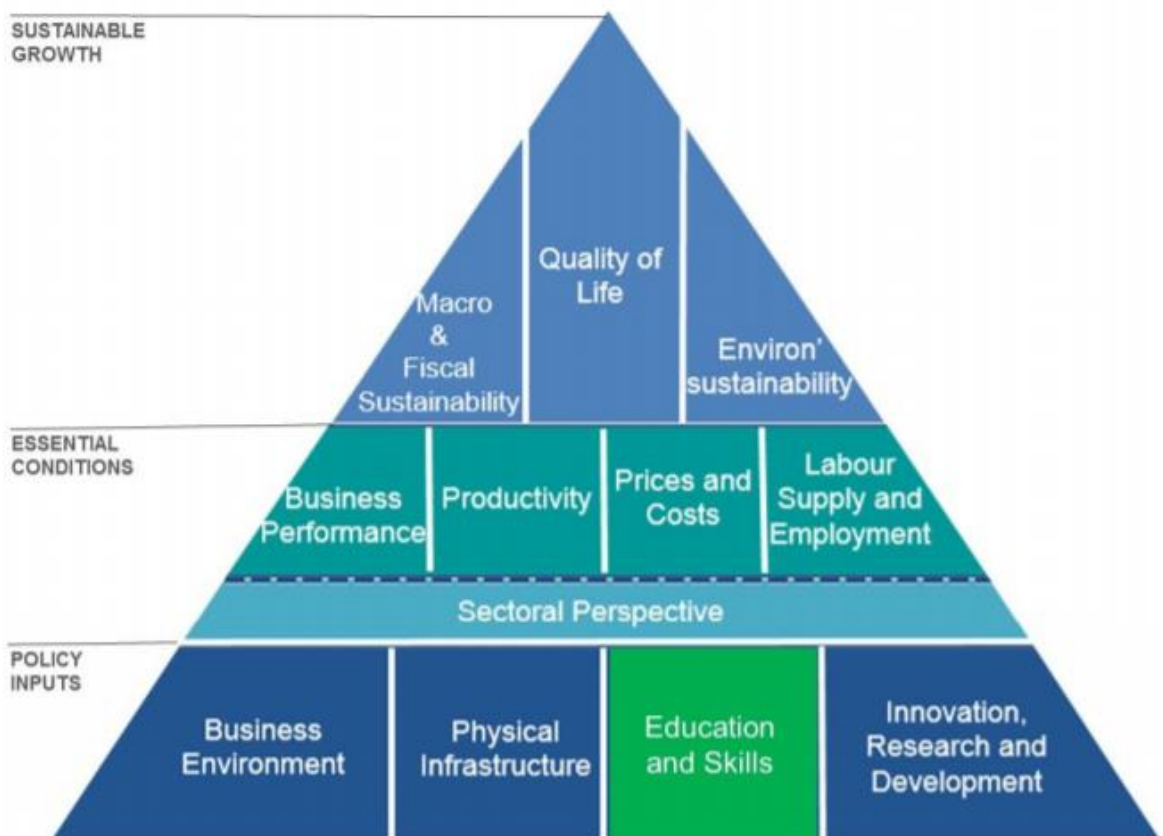 SUSTAINABLE
GROWTH
Quality of
Life
Macro
&
Fiscal
Sustainability
Environ’
sustainability
ESSENTIAL
CONDITIONS
Business
Performance
Productivity
Prices and
Costs
Labour
Supply and
Employment
Sectoral Perspective
POLICY
INPUTS
Business
Environment
Physical
Infrastructure
Education
and Skills
Innovation,
Research and
Development